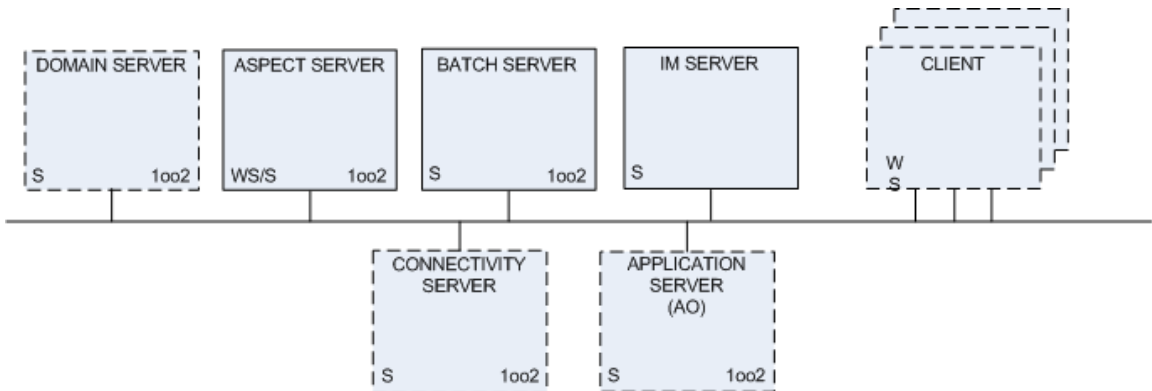 DOMAIN SERVER
S 1oo2
ASPECT SERVER
WS/S 1oo2
BATCH SERVER
S 1oo2
IM SERVER
S
CLIENT
W
S
CONNECTIVITY
SERVER
S 1oo2
APPLICATION
SERVER
(AO)
S 1oo2